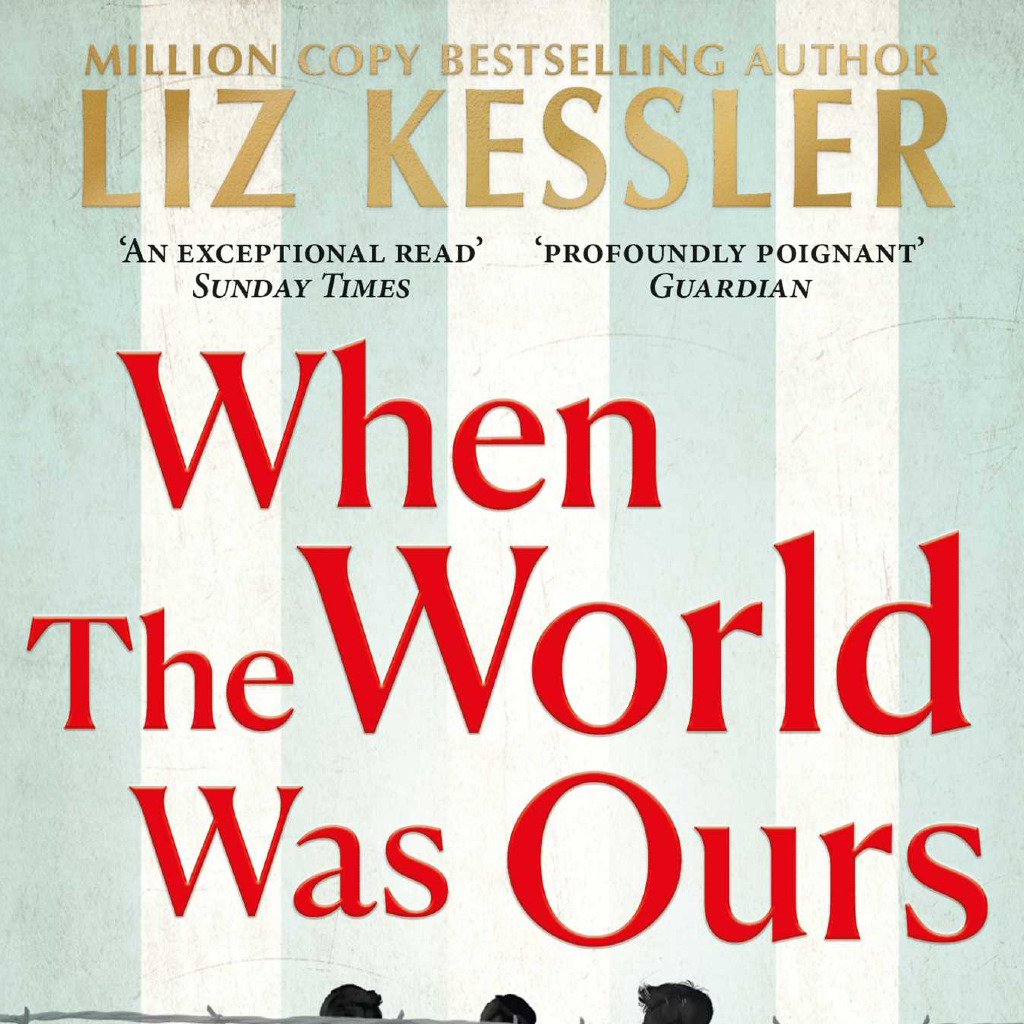 MILLION COPY BESTSELLING AUTHOR
LIZ KESSLER
‘AN EXCEPTIONAL READ’ ‘PROFOUNDLY POIGNANT’
SUNDAY TIMES GUARDIAN
When
The World
Was Ours